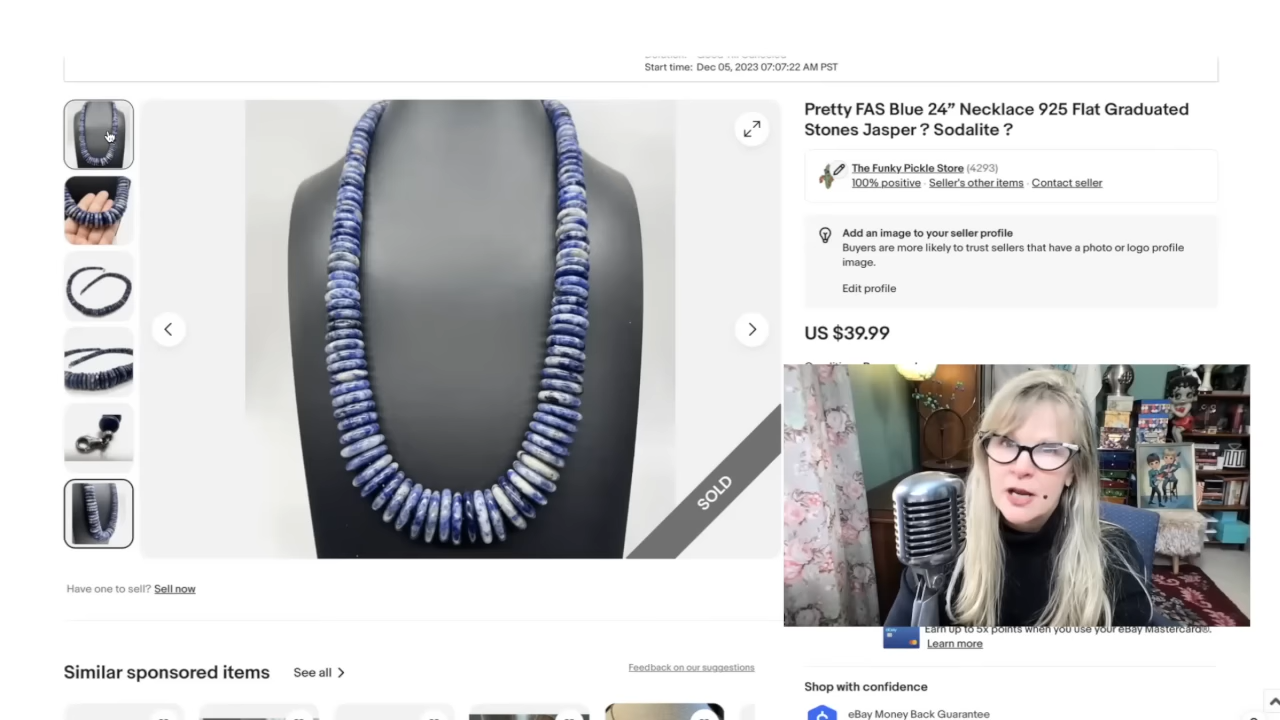 Start time: Dec 05, 2023 07:07:22 AM PST
Pretty FAS Blue 24” Necklace 925 Flat Graduated
Stones Jasper ? Sodalite ?
The Funky Pickle Store (4293)
100% positive · Seller's other items · Contact seller
Add an image to your seller profile
Buyers are more likely to trust sellers that have a photo or logo profile
image.
Edit profile
US $39.99
SOLD
Have one to sell? Sell now
Earn up to 5x points when you use your eBay Mastercard®.
Learn more
Similar sponsored items See all
Feedback on our suggestions
Shop with confidence
eBay Money Back Guarantee